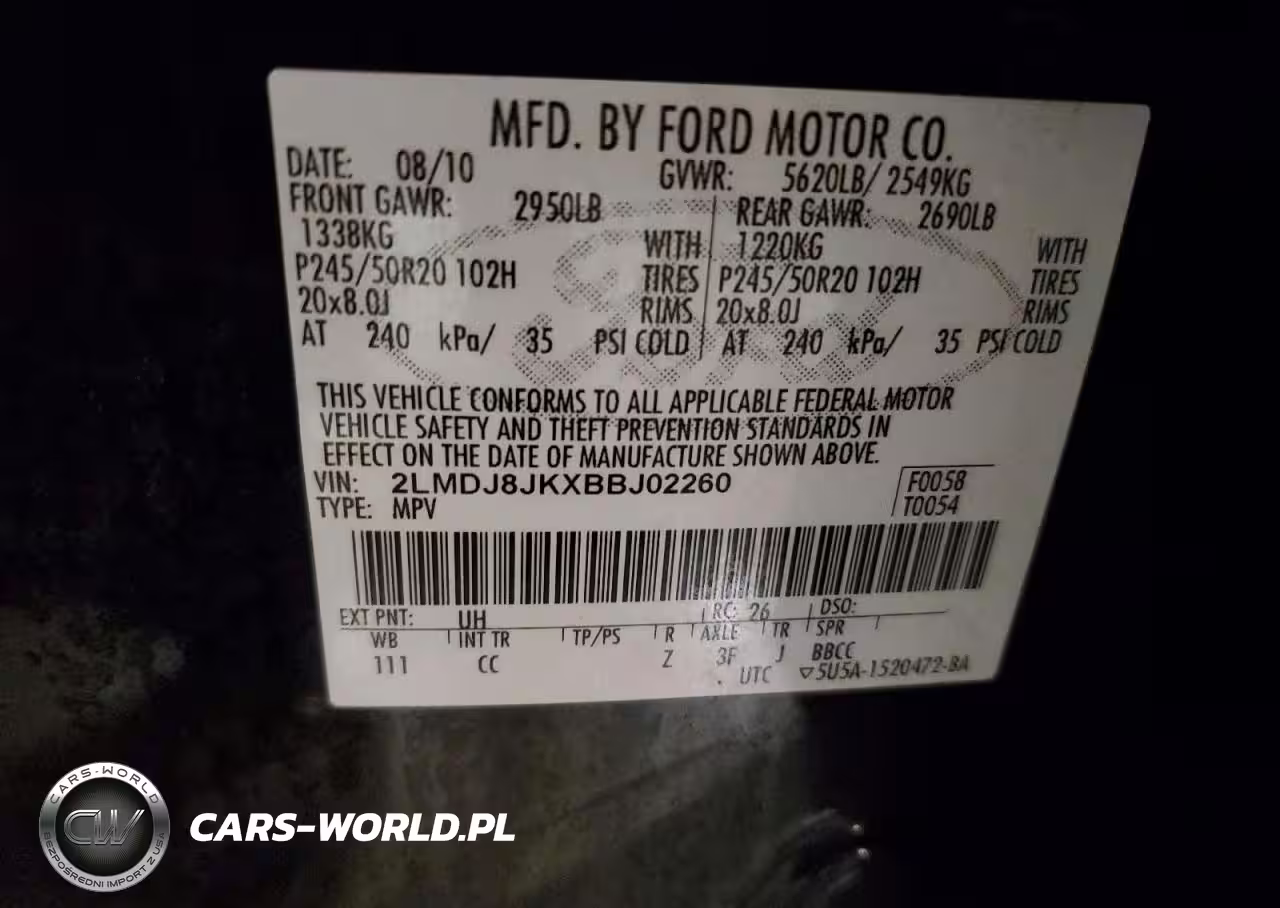 MFD. BY FORD MOTOR CO.
DATE: 08/10 GVWR: 5620LB/ 2549KG
FRONT GAWR: 2950LB REAR GAWR: 2690LB
1338KG WITH 1220KG WITH
P245/50R20 102H TIRES P245/50R20 102H TIRES
20x8.0J RIMS 20x8.0J RIMS
AT 240 kPa/ 35 PSI COLD AT 240 kPa/ 35 PSI COLD
THIS VEHICLE CONFORMS TO ALL APPLICABLE FEDERAL MOTOR
VEHICLE SAFETY AND THEFT PREVENTION STANDARDS IN
EFFECT ON THE DATE OF MANUFACTURE SHOWN ABOVE.
VIN: 2LMDJ8JKXBBJ02260 F0058
TYPE: MPV T0054
EXT PNT: UH RC: 26 DSO:
WB INT TR TP/PS R AXLE TR SPR
111 CC Z 3F J BBCC
UTC ▽5U5A-1520472-BA
CARS-WORLD
CW
BEZPOŚREDNI IMPORT Z USA
CARS-WORLD.PL